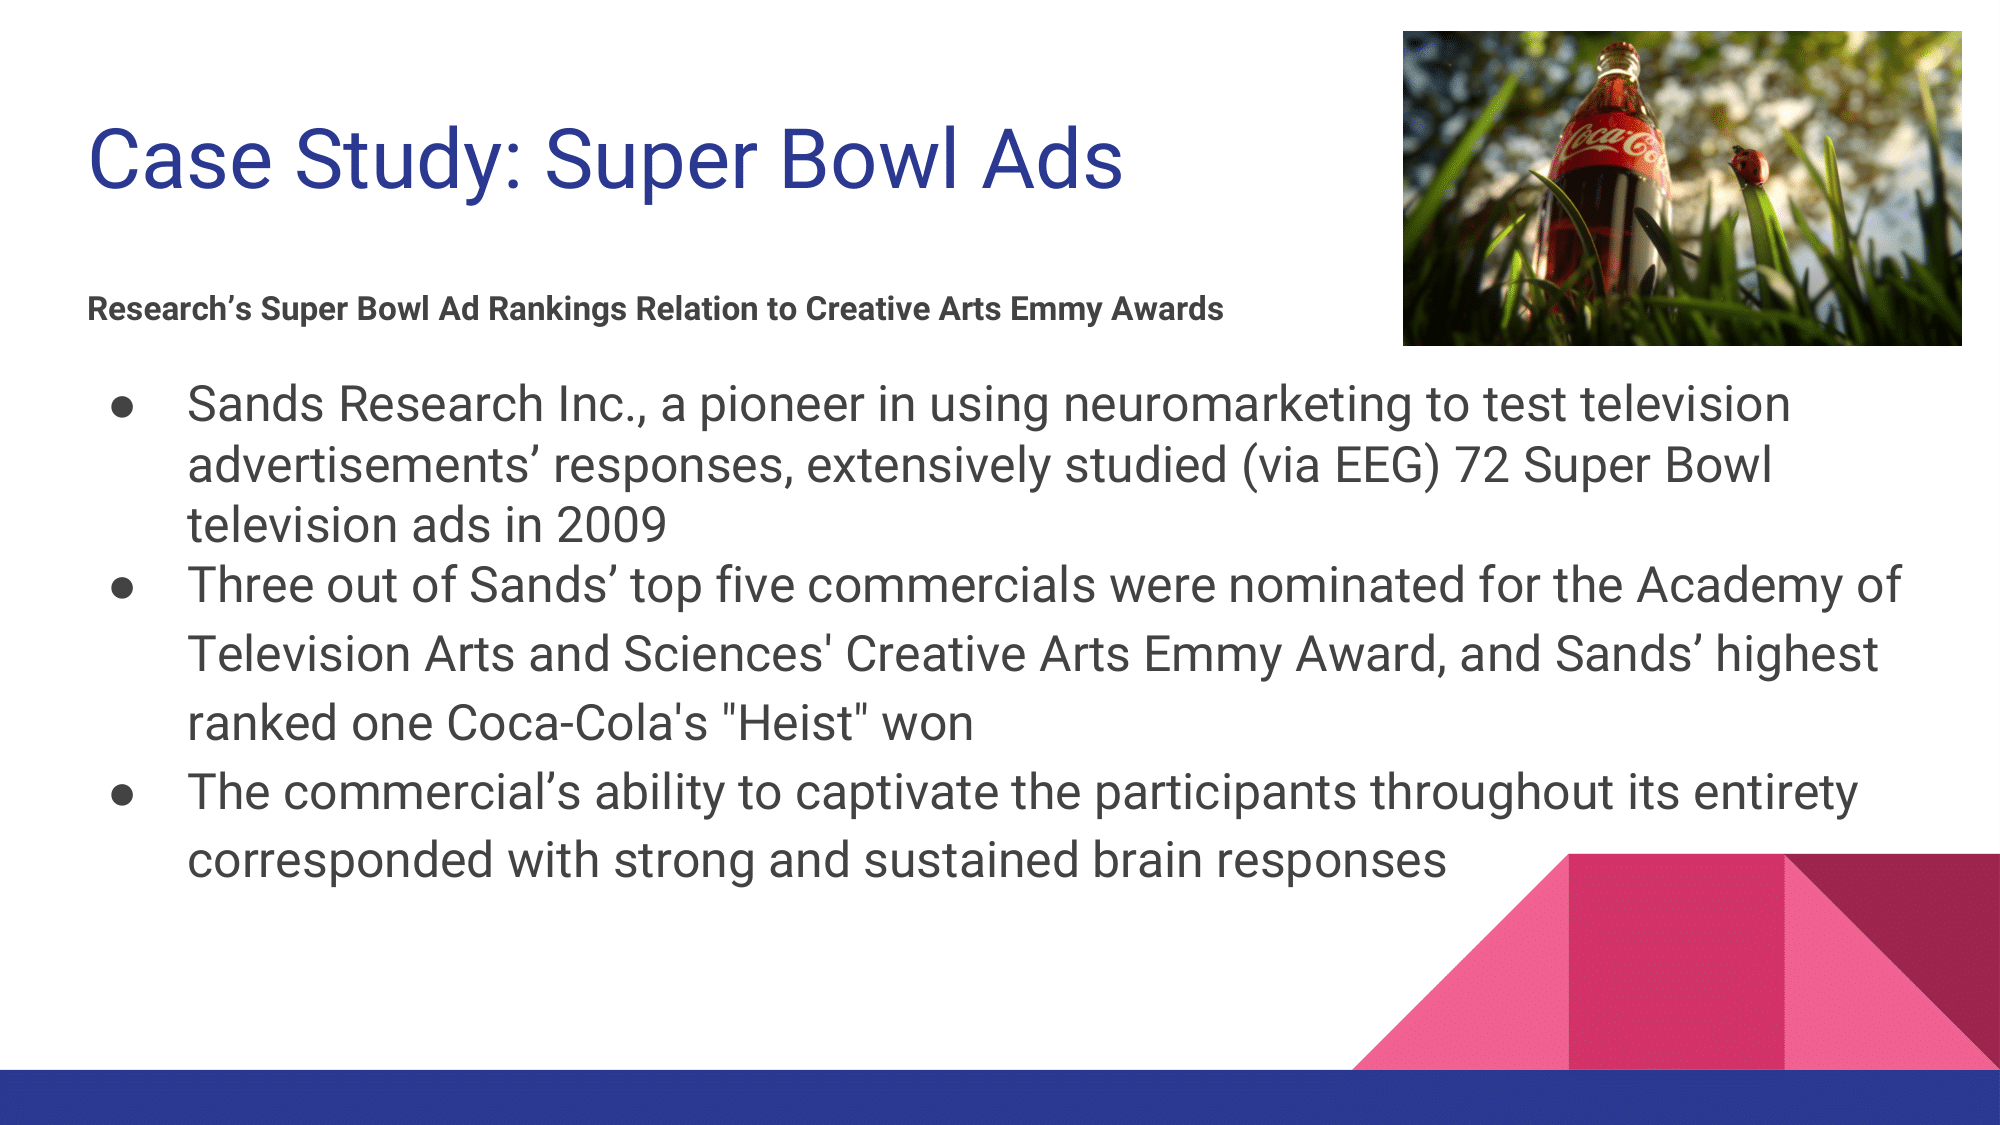 Case Study: Super Bowl Ads
Coca-Co
Research’s Super Bowl Ad Rankings Relation to Creative Arts Emmy Awards
● Sands Research Inc., a pioneer in using neuromarketing to test television
advertisements’ responses, extensively studied (via EEG) 72 Super Bowl
television ads in 2009
● Three out of Sands’ top five commercials were nominated for the Academy of
Television Arts and Sciences' Creative Arts Emmy Award, and Sands’ highest
ranked one Coca-Cola's "Heist" won
● The commercial’s ability to captivate the participants throughout its entirety
corresponded with strong and sustained brain responses